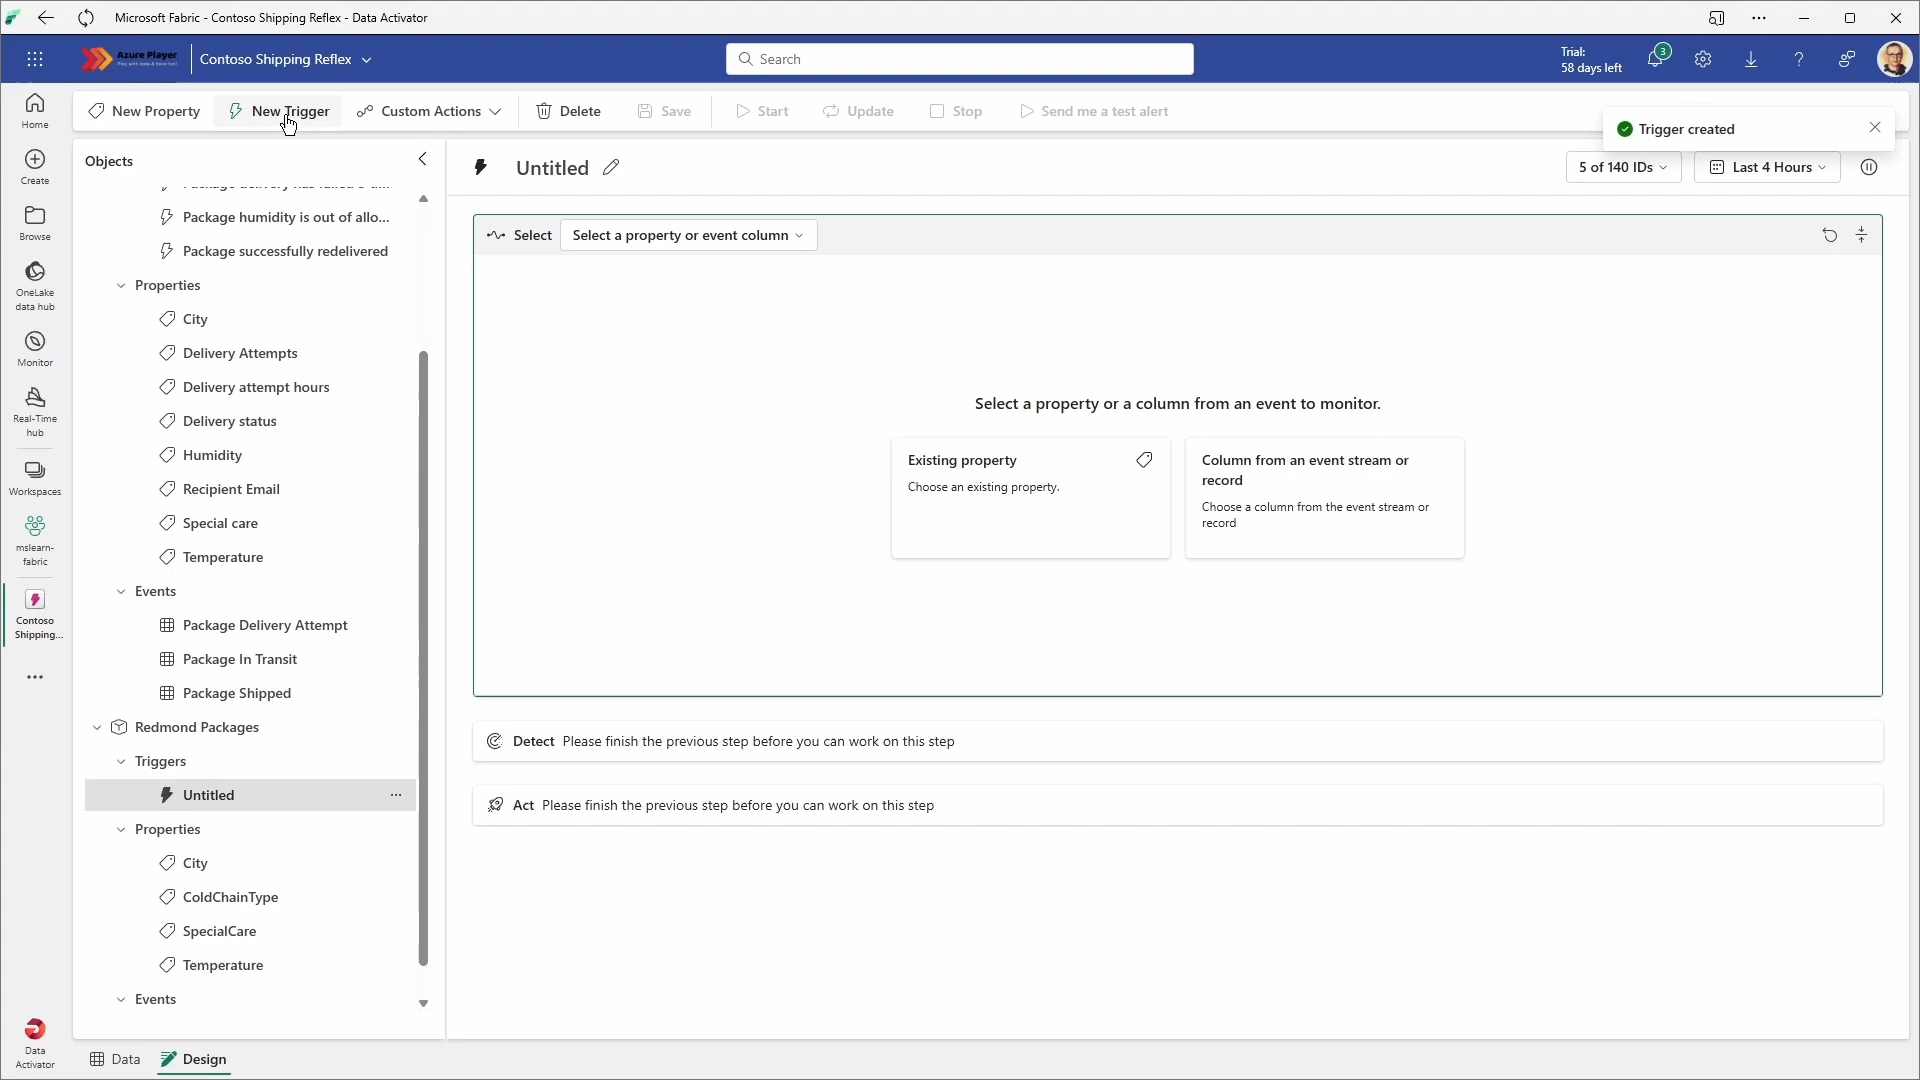 Microsoft Fabric - Contoso Shipping Reflex - Data Activator
Azure Player
Contoso Shipping Reflex
Search
Trial:
58 days left
3
New Property
New Trigger
Custom Actions
Delete
Save
Start
Update
Stop
Send me a test alert
Trigger created
Home
Create
Browse
OneLake
data hub
Monitor
Real-Time
hub
Workspaces
mslearn-
fabric
Contoso
Shipping...
Data
Activator
Objects
Package humidity is out of allo...
Package successfully redelivered
Properties
City
Delivery Attempts
Delivery attempt hours
Delivery status
Humidity
Recipient Email
Special care
Temperature
Events
Package Delivery Attempt
Package In Transit
Package Shipped
Redmond Packages
Triggers
Untitled
Properties
City
ColdChainType
SpecialCare
Temperature
Events
Data
Design
Untitled
5 of 140 IDs
Last 4 Hours
Select
Select a property or event column
Select a property or a column from an event to monitor.
Existing property
Choose an existing property.
Column from an event stream or
record
Choose a column from the event stream or
record
Detect Please finish the previous step before you can work on this step
Act Please finish the previous step before you can work on this step